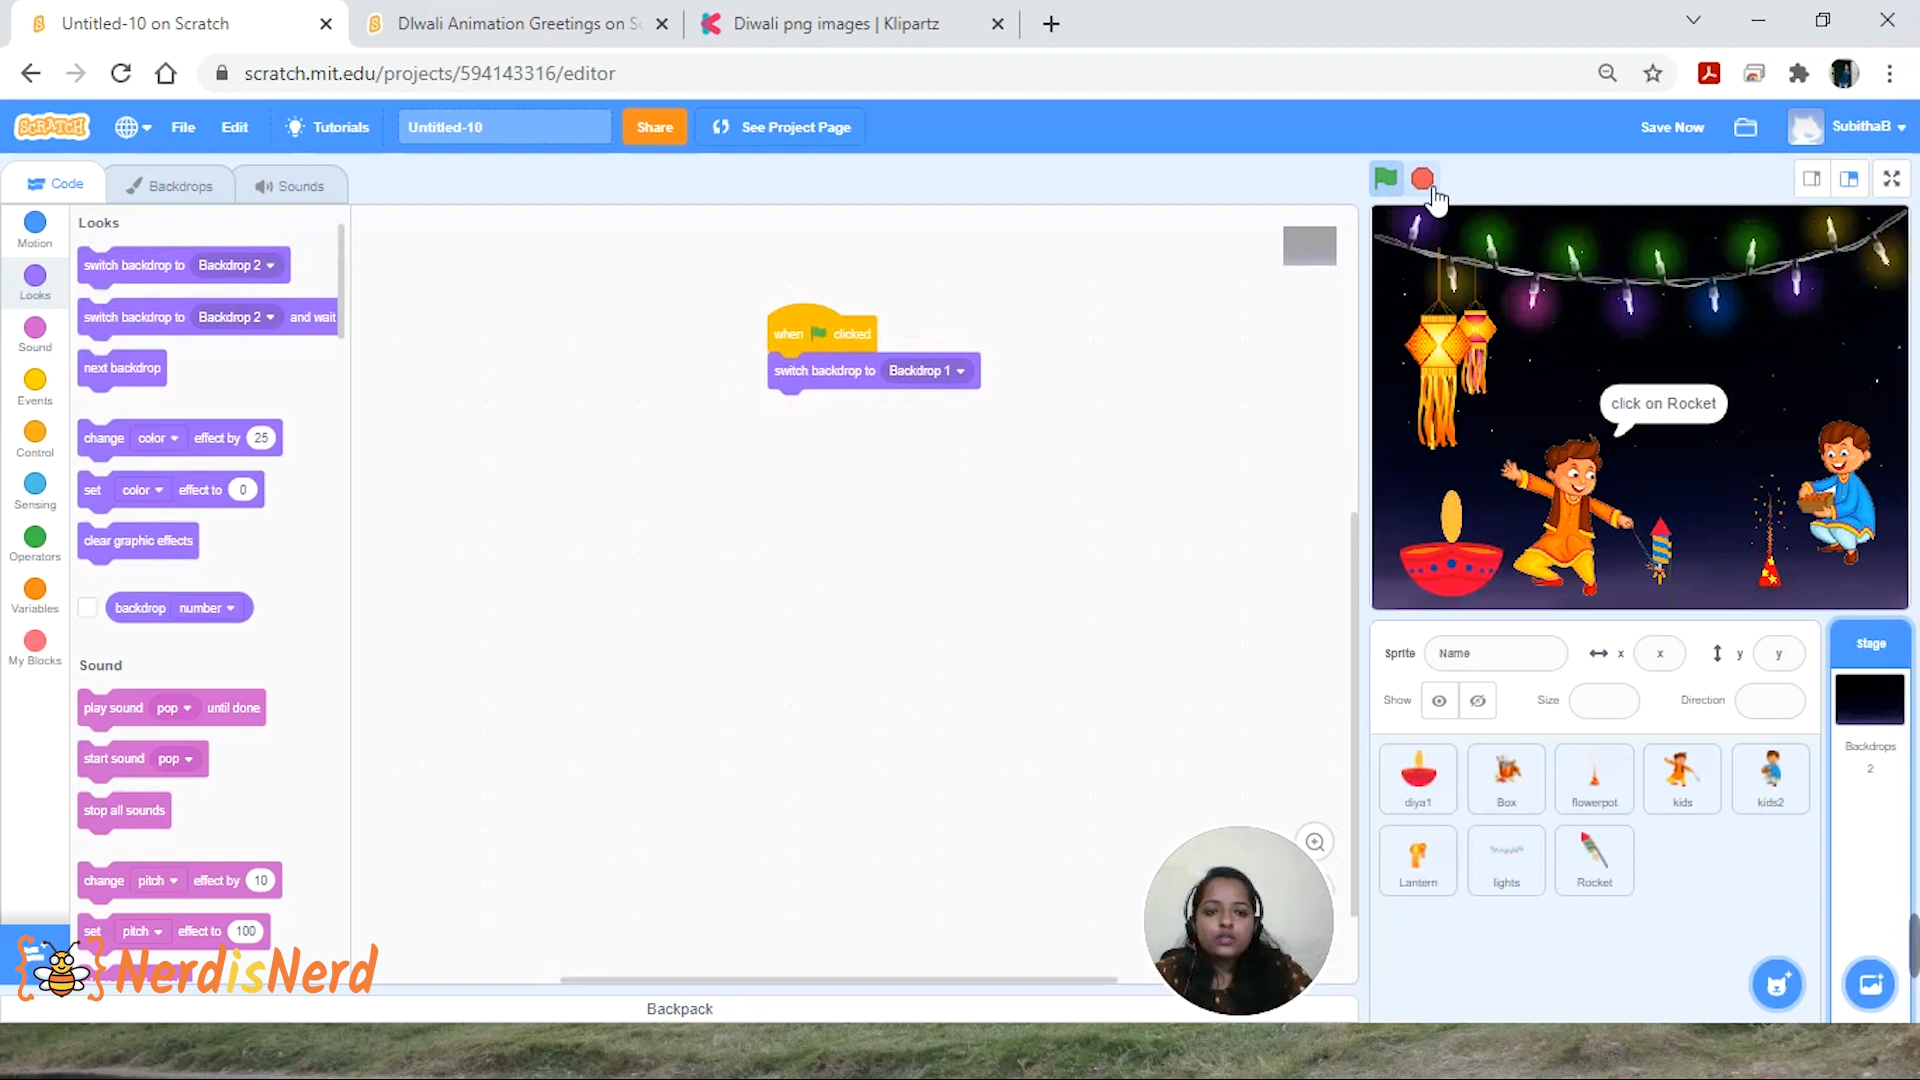 Untitled-10 on Scratch
DIwali Animation Greetings on Sc
Diwali png images | Klipartz
scratch.mit.edu/projects/594143316/editor
SCRATCH
File
Edit
Tutorials
Untitled-10
Share
See Project Page
Save Now
SubithaB
Code
Backdrops
Sounds
Motion
Looks
Sound
Events
Control
Sensing
Operators
Variables
My Blocks
Looks
switch backdrop to Backdrop 2
switch backdrop to Backdrop 2 and wait
next backdrop
change color effect by 25
set color effect to 0
clear graphic effects
backdrop number
Sound
play sound pop until done
start sound pop
stop all sounds
change pitch effect by 10
set pitch effect to 100
when clicked
switch backdrop to Backdrop 1
click on Rocket
Sprite Name x x y y
Show Size Direction
Stage
Backdrops
2
diya1
Box
flowerpot
kids
kids2
Lantern
lights
Rocket
{NerdisNerd
Backpack